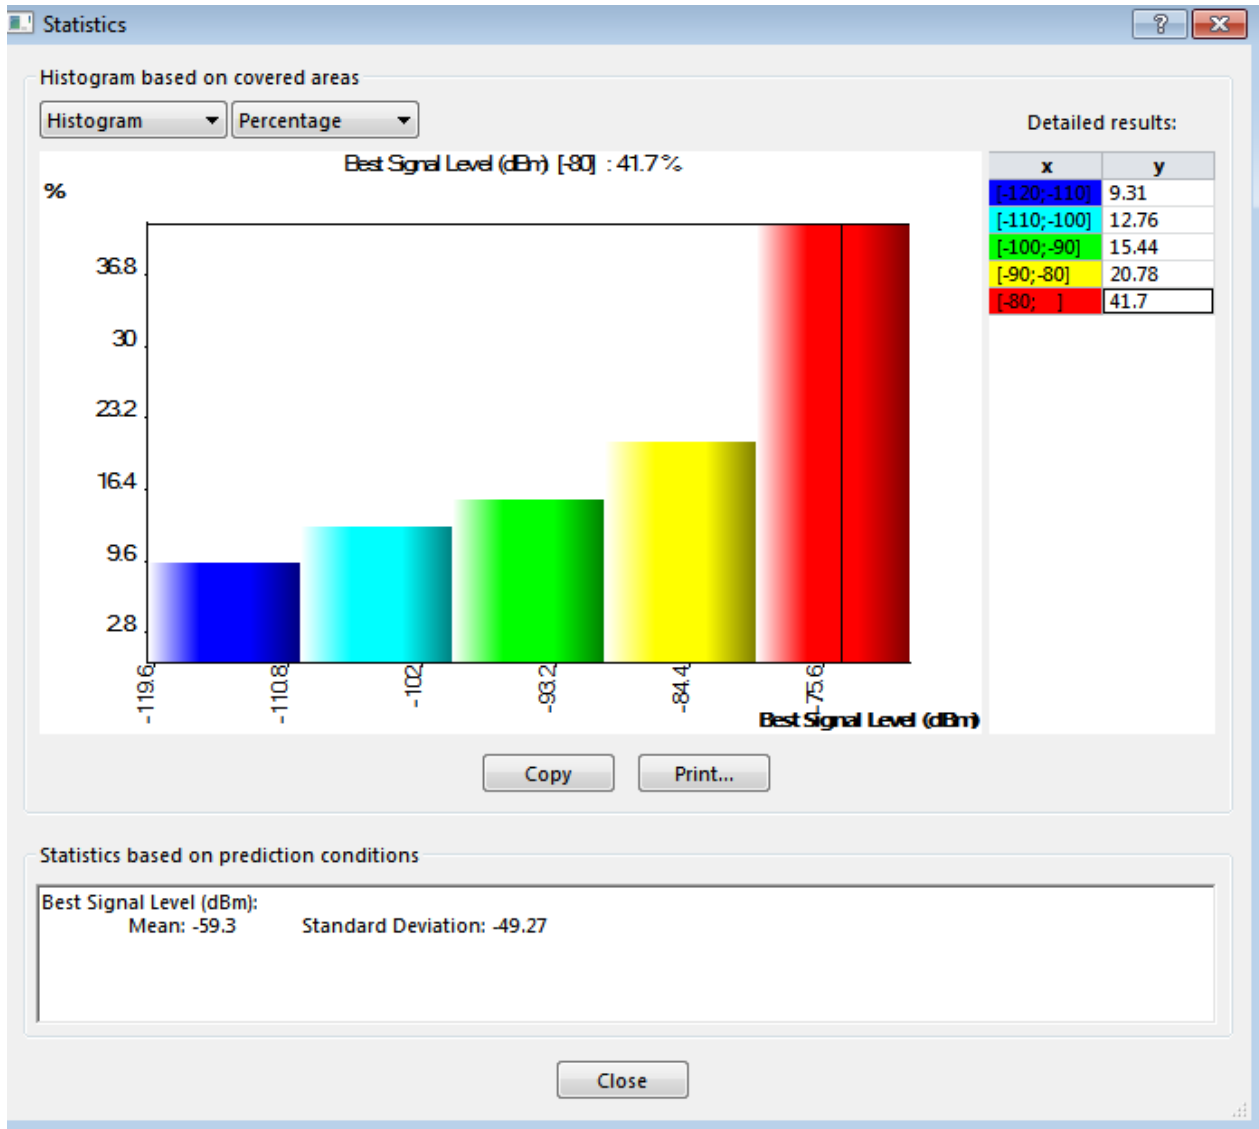 Statistics
?
Histogram based on covered areas
Histogram Percentage
Detailed results:
Best Signal Level (dBm) [-80] : 41.7 %
%
36.8
30
23.2
16.4
9.6
2.8
-119.6 -110.8 -102 -93.2 -84.4 -75.6
Best Signal Level (dBm)
x y
[-120;-110] 9.31
[-110;-100] 12.76
[-100;-90] 15.44
[-90;-80] 20.78
[-80; ] 41.7
Copy Print...
Statistics based on prediction conditions
Best Signal Level (dBm):
Mean: -59.3 Standard Deviation: -49.27
Close